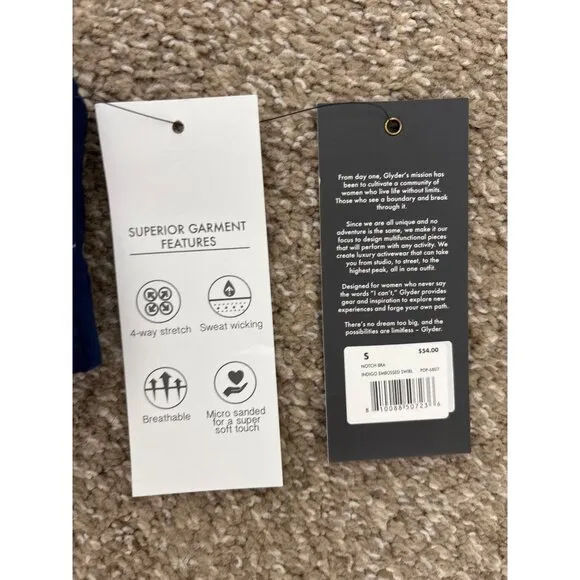 SUPERIOR GARMENT
FEATURES
4-way stretch
Sweat wicking
Breathable
Micro sanded
for a super
soft touch
From day one, Glyder's mission has
been to cultivate a community of
women who live life without limits.
Those who see a boundary and break
through it.
Since we are all unique and no
adventure is the same, we make it our
focus to design multifunctional pieces
that will perform with any activity. We
create luxury activewear that can take
you from studio, to street, to the
highest peak, all in one outfit.
Designed for women who never say
the words "I can't," Glyder provides
gear and inspiration to explore new
experiences and forge your own path.
There's no dream too big, and the
possibilities are limitless – Glyder.
S $54.00
NOTCH BRA
INDIGO EMBOSSED SWIRL POP-6807
8 10088 50723 6